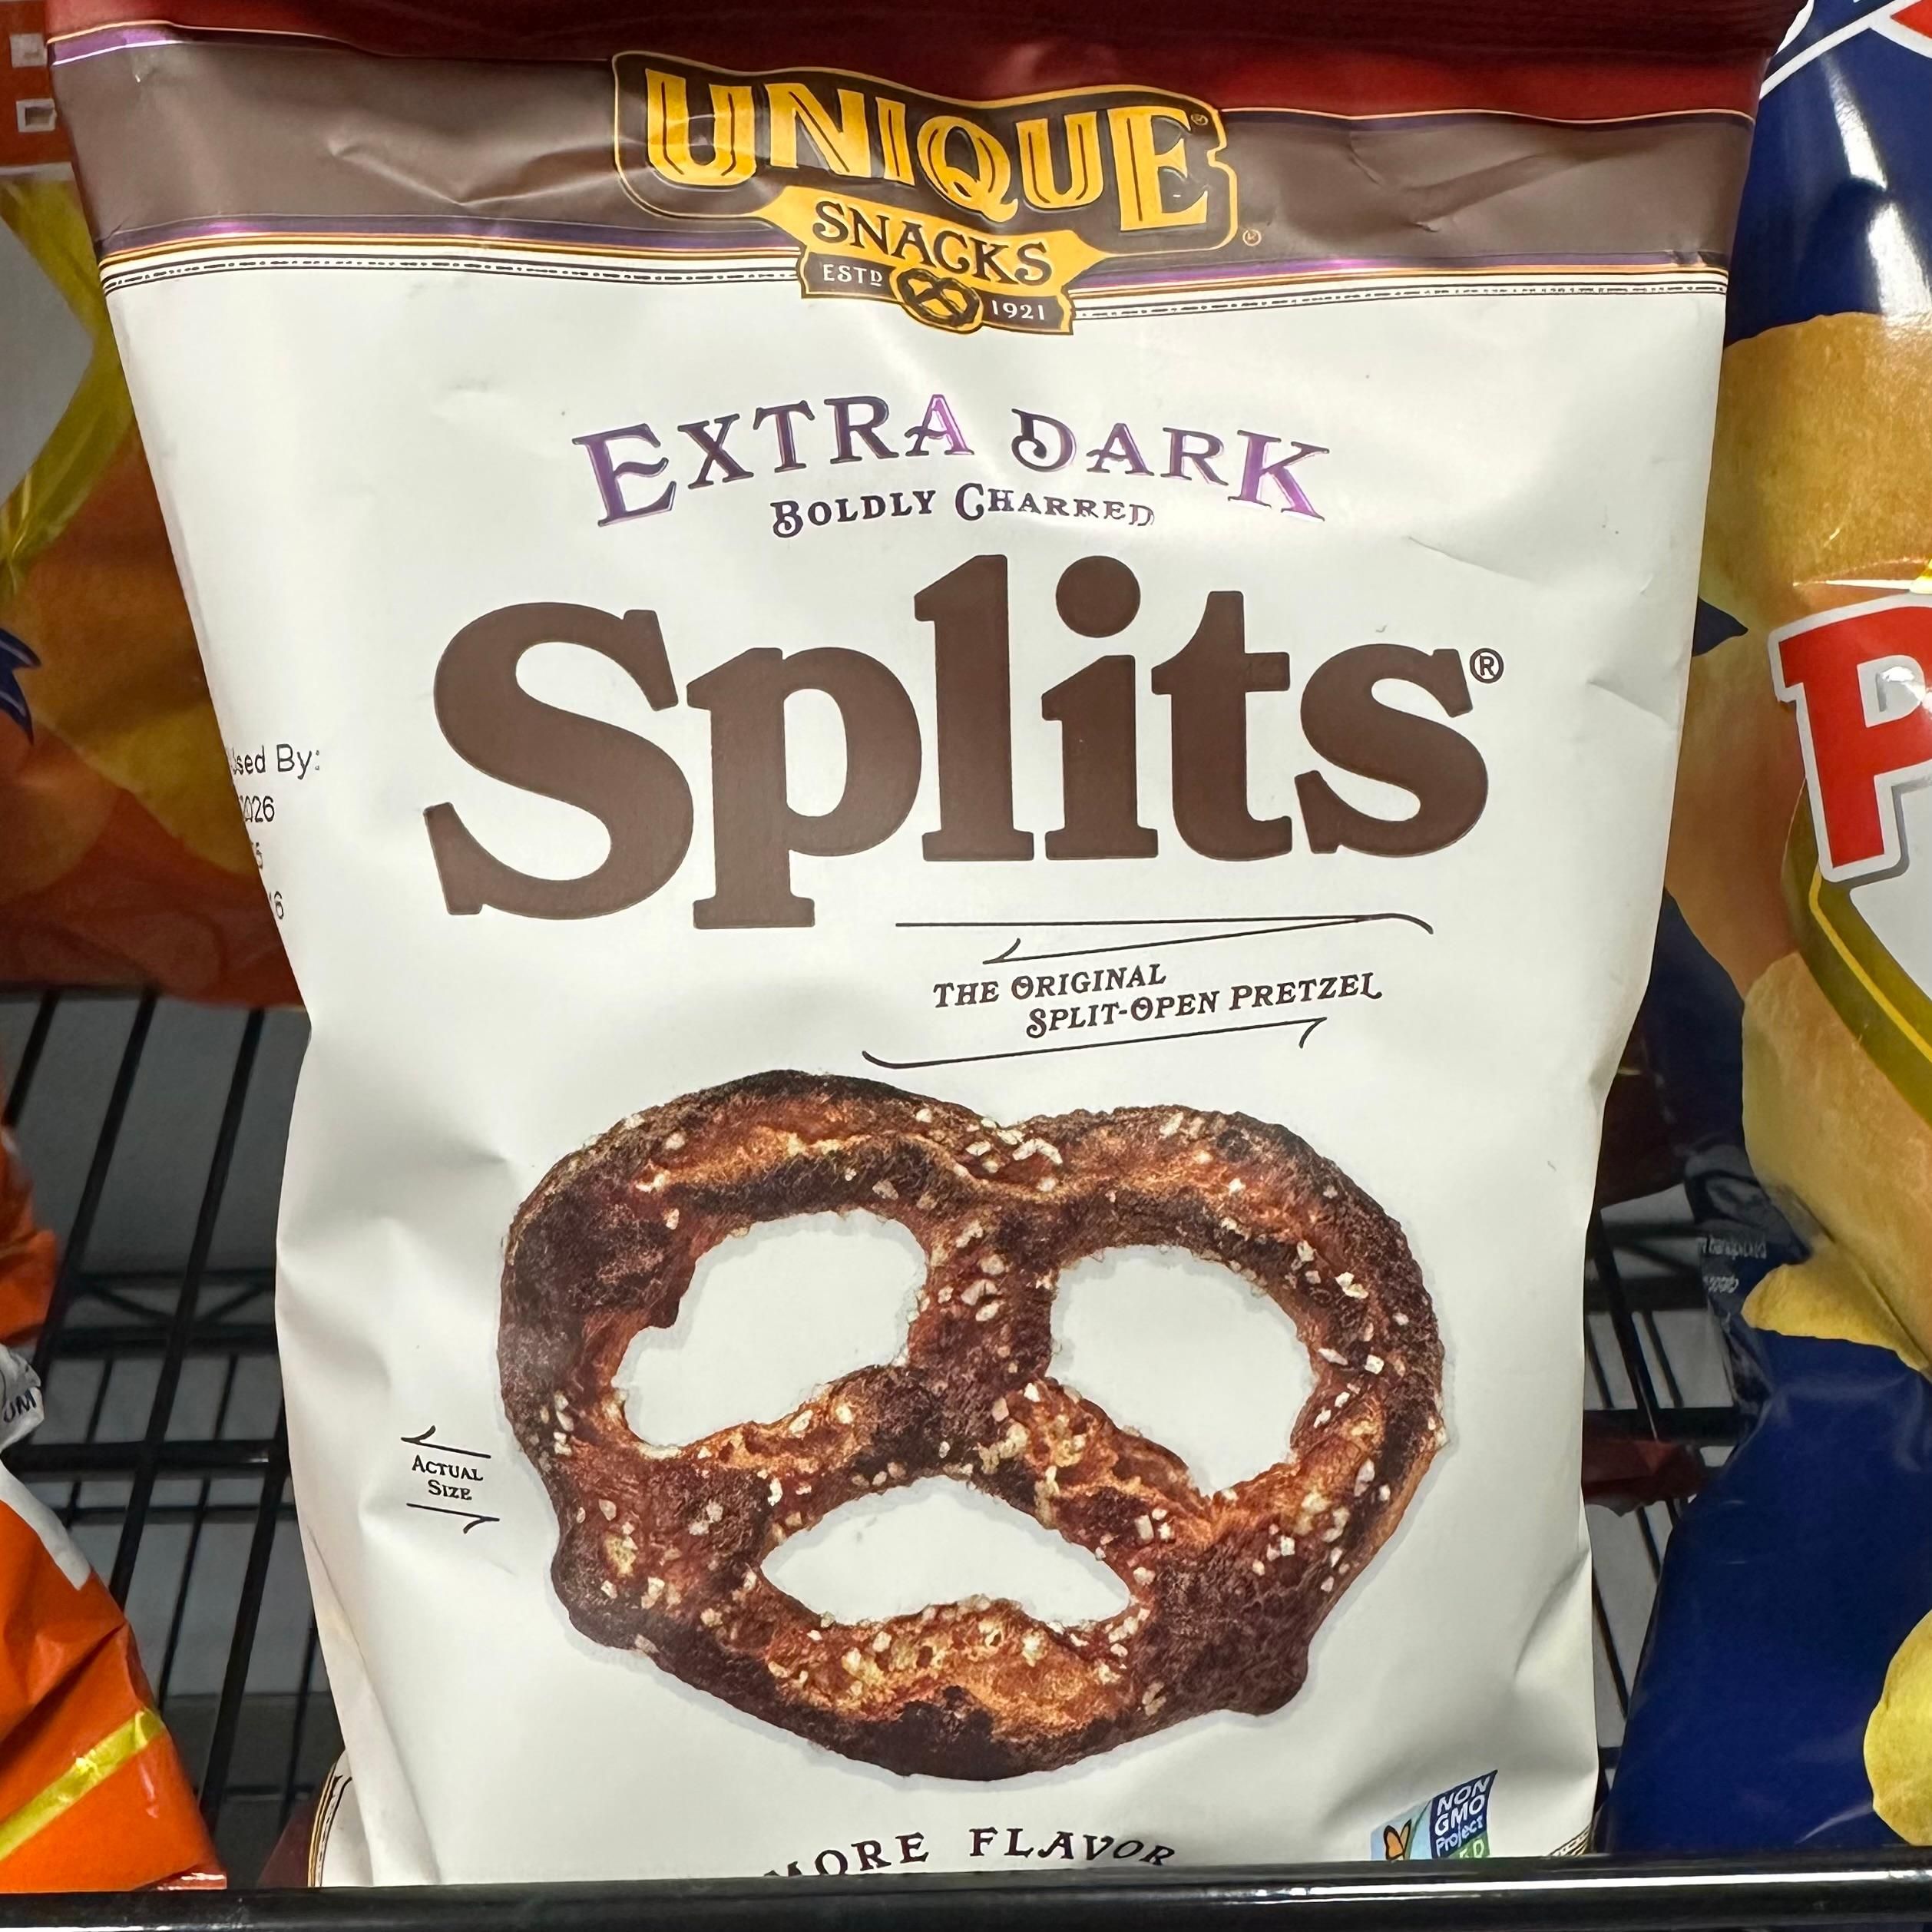 UNIQUE®
SNACKS®
ESTD 1921
EXTRA DARK
BOLDLY CHARRED
Splits®
THE ORIGINAL
SPLIT-OPEN PRETZEL
By:
ACTUAL
SIZE
NON
GMO
Project
FLAVOR